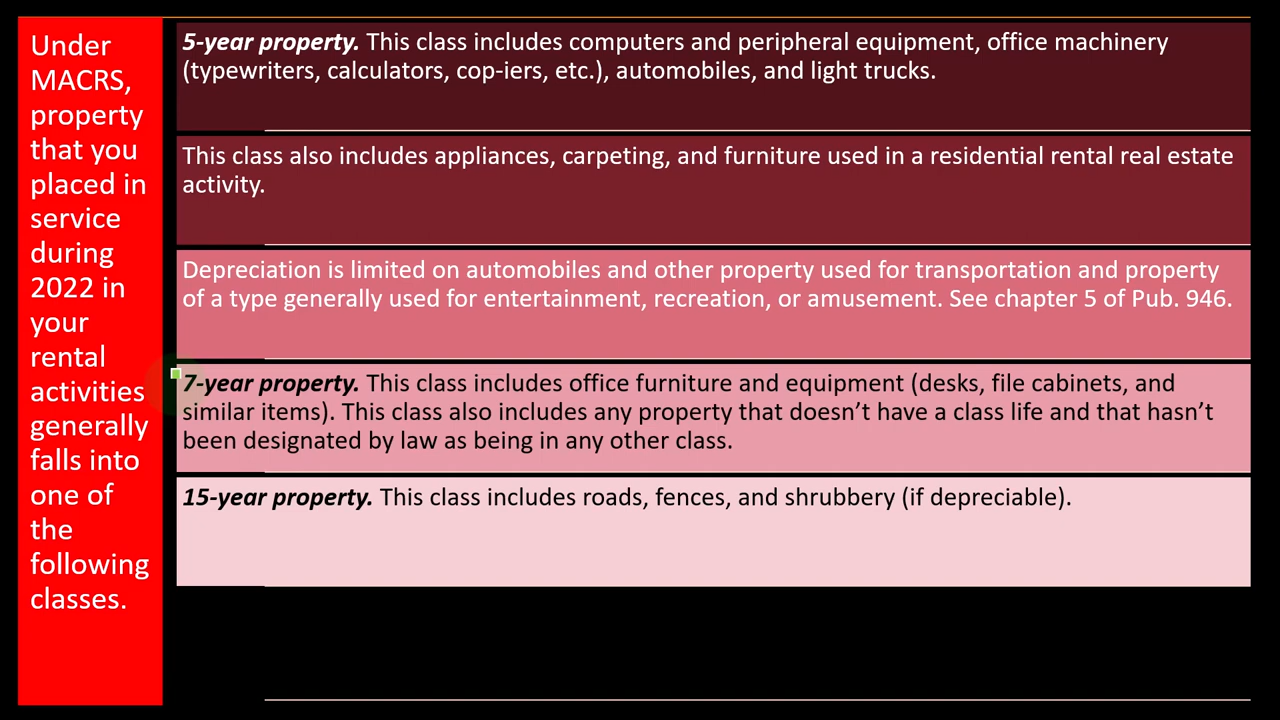 Under
MACRS,
property
that you
placed in
service
during
2022 in
your
rental
activities
generally
falls into
one of
the
following
classes.
5-year property. This class includes computers and peripheral equipment, office machinery
(typewriters, calculators, cop-iers, etc.), automobiles, and light trucks.
This class also includes appliances, carpeting, and furniture used in a residential rental real estate
activity.
Depreciation is limited on automobiles and other property used for transportation and property
of a type generally used for entertainment, recreation, or amusement. See chapter 5 of Pub. 946.
7-year property. This class includes office furniture and equipment (desks, file cabinets, and
similar items). This class also includes any property that doesn’t have a class life and that hasn’t
been designated by law as being in any other class.
15-year property. This class includes roads, fences, and shrubbery (if depreciable).